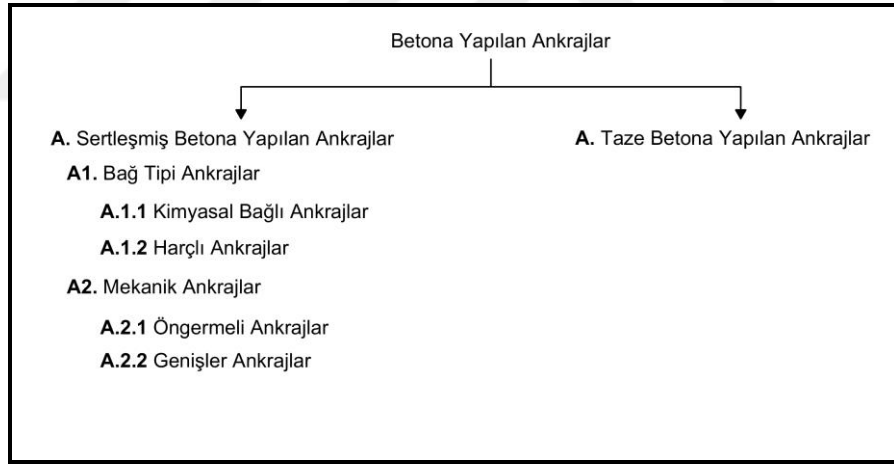 Betona Yapılan Ankrajlar
A. Sertleşmiş Betona Yapılan Ankrajlar
A1. Bağ Tipi Ankrajlar
A.1.1 Kimyasal Bağlı Ankrajlar
A.1.2 Harçlı Ankrajlar
A2. Mekanik Ankrajlar
A.2.1 Öngermeli Ankrajlar
A.2.2 Genişler Ankrajlar
A. Taze Betona Yapılan Ankrajlar